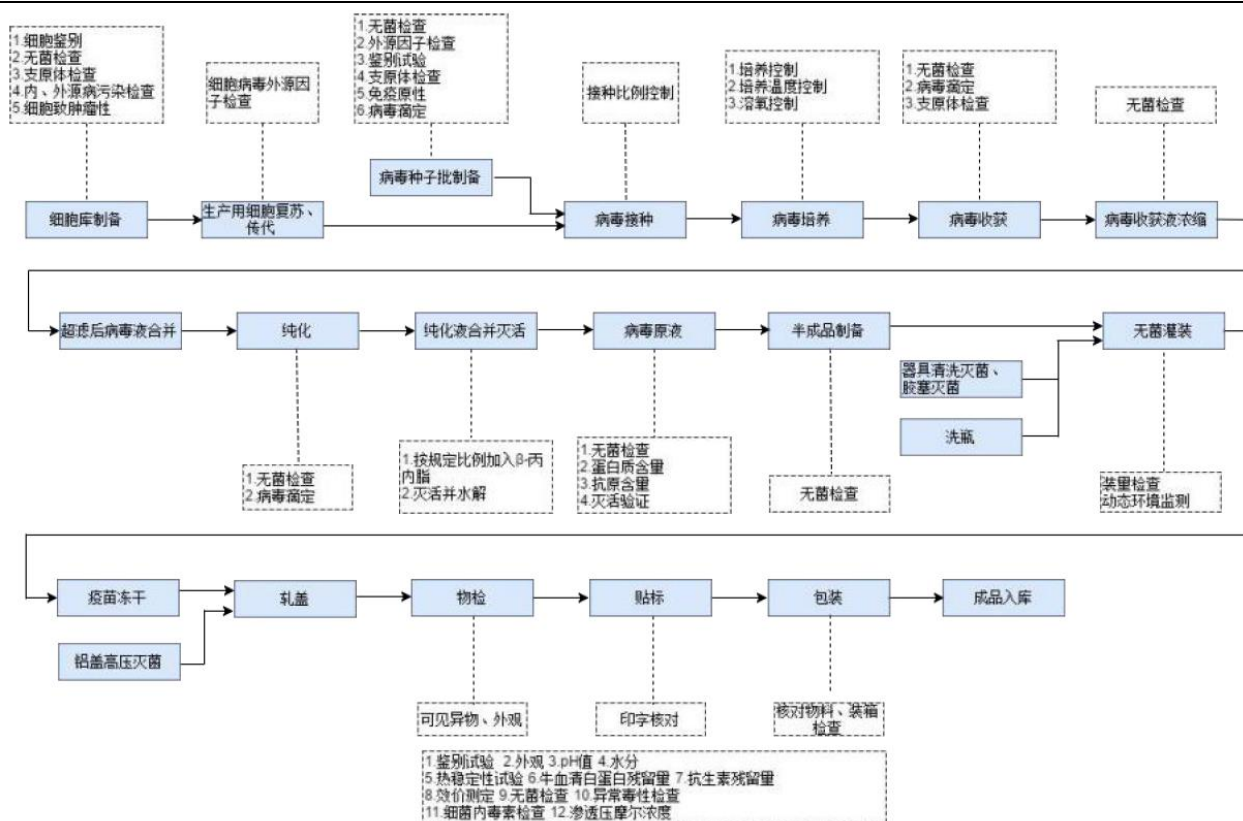 1.细胞鉴别
2.无菌检查
3.支原体检查
4.内、外源病污染检查
5.细胞致肿瘤性
细胞病毒外源因
子检查
1.无菌检查
2.外源因子检查
3.鉴别试验
4.支原体检查
5.免疫原性
6.病毒滴定
接种比例控制
1.培养控制
2.培养温度控制
3.溶氧控制
1.无菌检查
2.病毒滴定
3.支原体检查
无菌检查
病毒种子批制备
细胞库制备
生产用细胞复苏、
传代
病毒接种
病毒培养
病毒收获
病毒收获液浓缩
超滤后病毒液合并
纯化
纯化液合并灭活
病毒原液
半成品制备
无菌灌装
器具清洗灭菌、
胶塞灭菌
洗瓶
1.无菌检查
2.病毒滴定
1.按规定比例加入β-丙
内脂
2.灭活并水解
1.无菌检查
2.蛋白质含量
3.抗原含量
4.灭活验证
无菌检查
装量检查
动态环境监测
疫苗冻干
轧盖
物检
贴标
包装
成品入库
铝盖高压灭菌
可见异物、外观
印字核对
核对物料、装箱
检查
1.鉴别试验 2.外观 3.pH值 4.水分
5.热稳定性试验 6.牛血清白蛋白残留量 7.抗生素残留量
8.效价测定 9.无菌检查 10.异常毒性检查
11.细菌内毒素检查 12.渗透压摩尔浓度